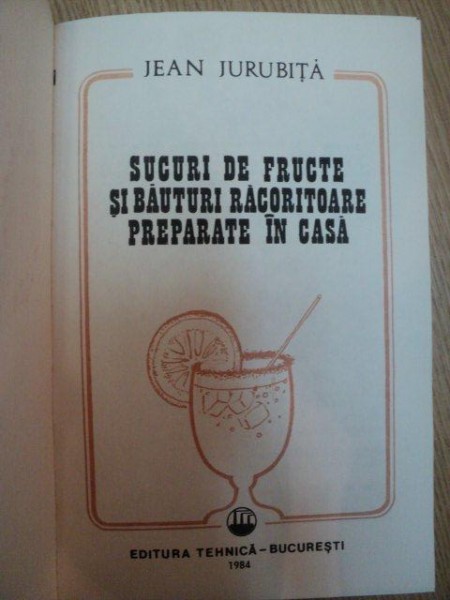 JEAN JURUBIȚĂ
SUCURI DE FRUCTE
ȘI BĂUTURI RĂCORITOARE
PREPARATE ÎN CASĂ
EDITURA TEHNICĂ – BUCUREȘTI
1984